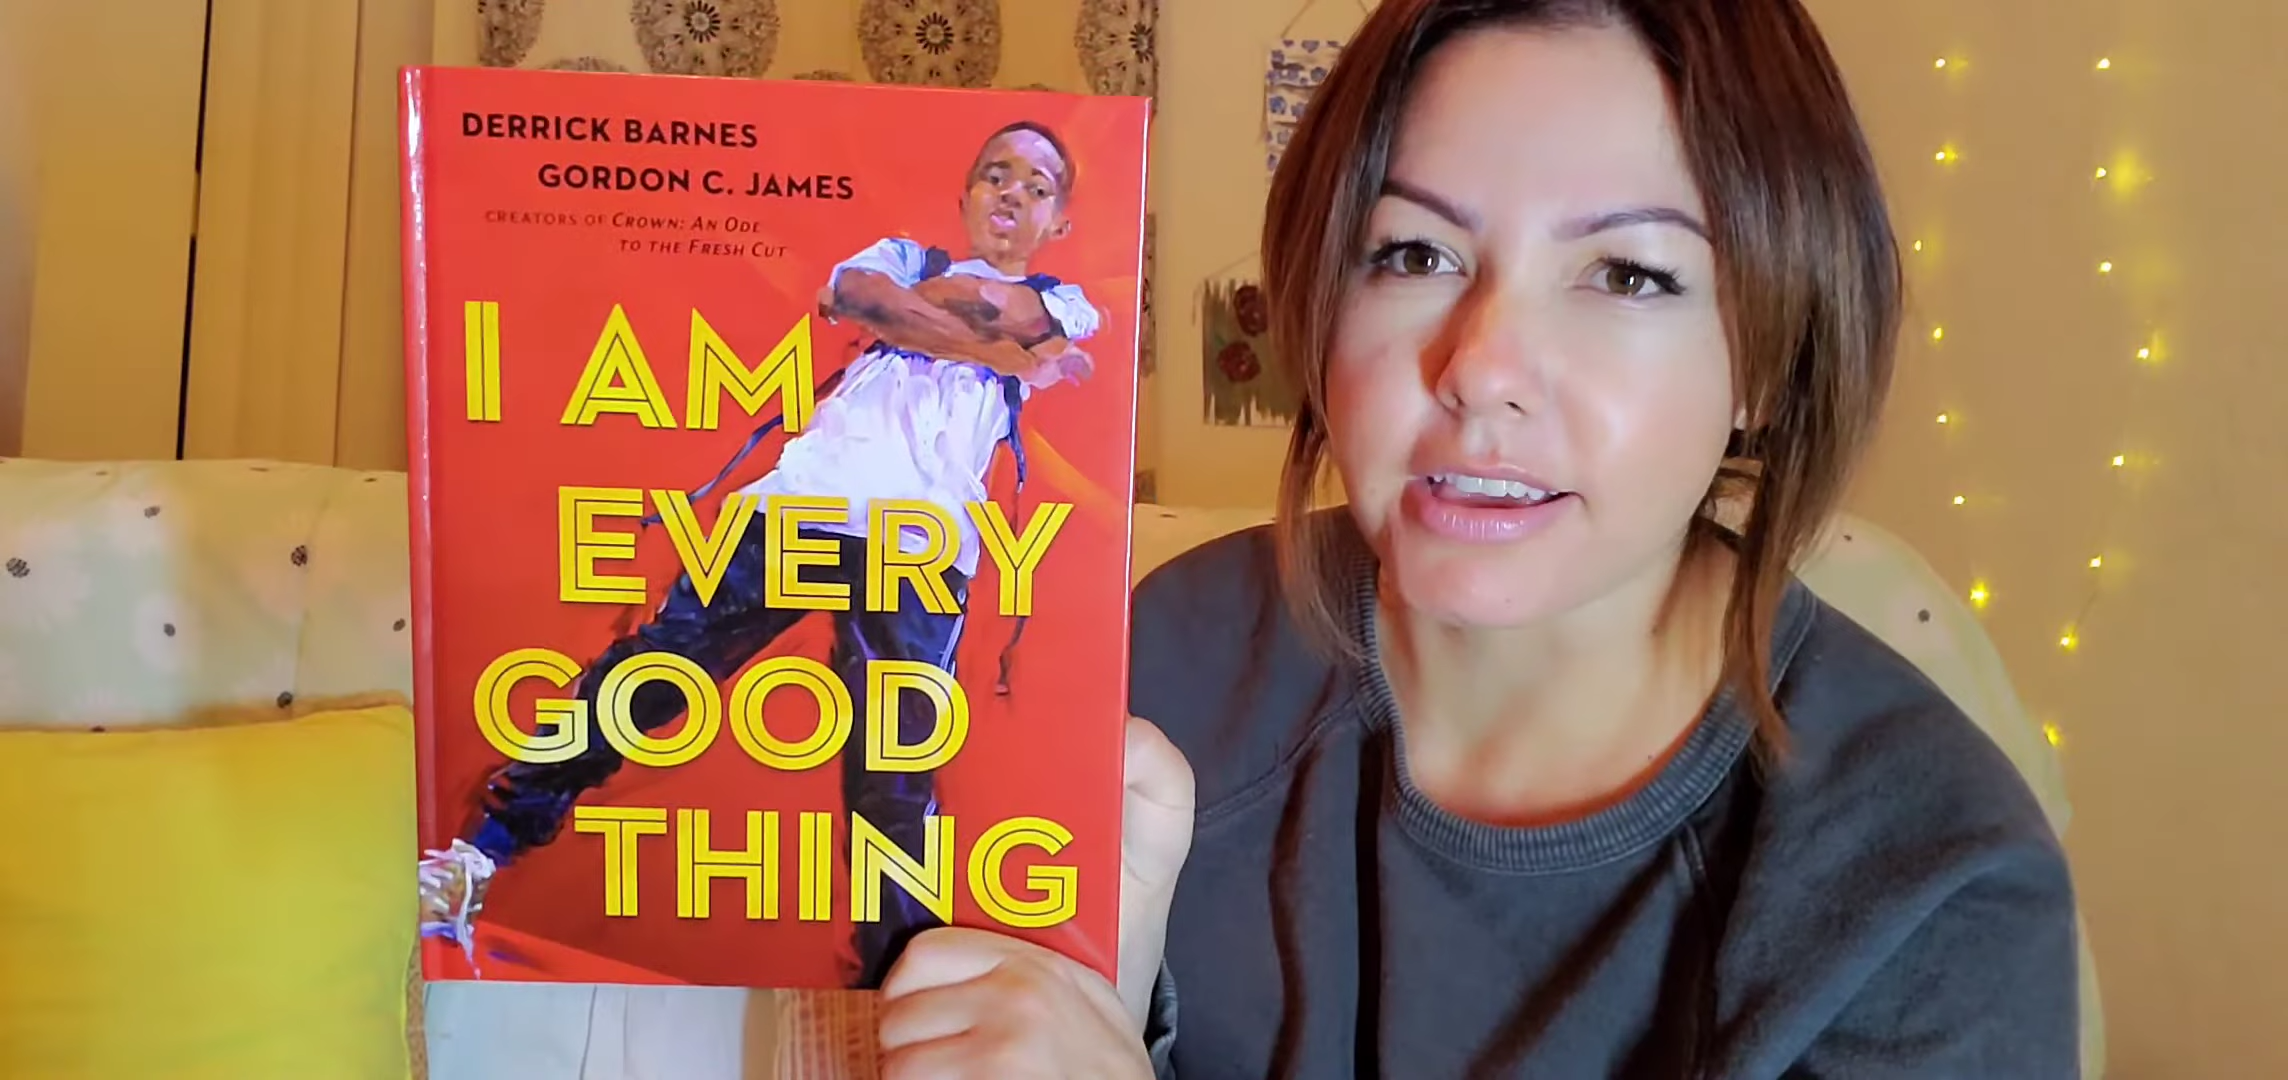 DERRICK BARNES
GORDON C. JAMES
CREATORS OF CROWN: AN ODE
TO THE FRESH CUT
I AM
EVERY
GOOD
THING